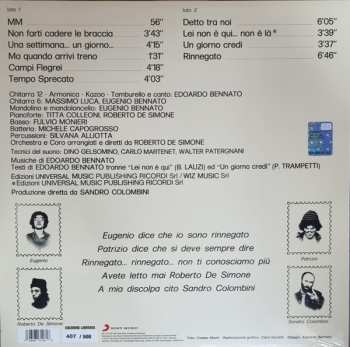 lato 1
MM 56"
Non farti cadere le braccia 3'43"
Una settimana... un giorno... 4'15"
Ma quando arrivi treno 1'31"
Campi Flegrei 4'18"
Tempo Sprecato 4'03"
lato 2
Detto tra noi 6'05"
Lei non è qui... non è là* 3'39"
Un giorno credi 3'37"
Rinnegato 6'46"
Chitarra 12 - Armonica - Kazoo - Tamburello e canto: EDOARDO BENNATO
Chitarra 6: MASSIMO LUCA, EUGENIO BENNATO
Mandolino e mandoloncello: EUGENIO BENNATO
Pianoforte: TITTA COLLEONI, ROBERTO DE SIMONE
Basso: FULVIO MONIERI
Batteria: MICHELE CAPOGROSSO
Percussioni: SILVANA ALLIOTTA
Orchestra e Coro arrangiati e diretti da ROBERTO DE SIMONE
Tecnici del suono: DINO GELSOMINO, CARLO MARTENET, WALTER PATERGNANI
Musiche di EDOARDO BENNATO
Testi di EDOARDO BENNATO tranne "Lei non è qui" (B. LAUZI) ed "Un giorno credi" (P. TRAMPETTI)
Edizioni UNIVERSAL MUSIC PUBLISHING RICORDI Srl / WIZ MUSIC Srl
*Edizioni UNIVERSAL MUSIC PUBLISHING RICORDI Srl
Produzione diretta da SANDRO COLOMBINI
Eugenio dice che io sono rinnegato
Patrizio dice che si deve sempre dire
Rinnegato... rinnegato... non ti conosciamo più
Avete letto mai Roberto De Simone
A mia discolpa cito Sandro Colombini
Eugenio
Patrizio
Roberto De Simone
Sandro Colombini
457 / 500
SONY MUSIC